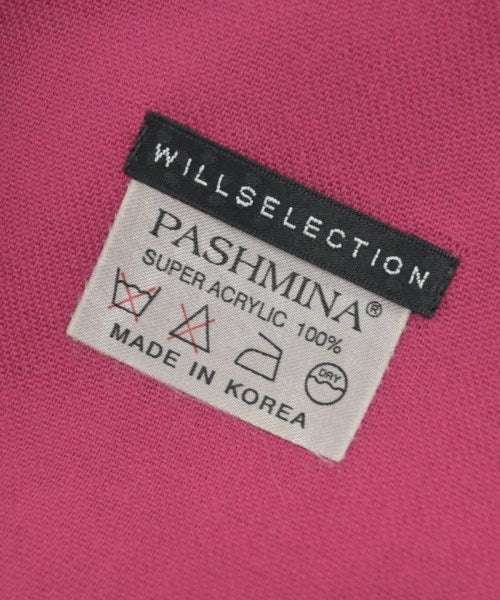 WILLSELECTION
PASHMINA®
SUPER ACRYLIC 100%
DRY
MADE IN KOREA